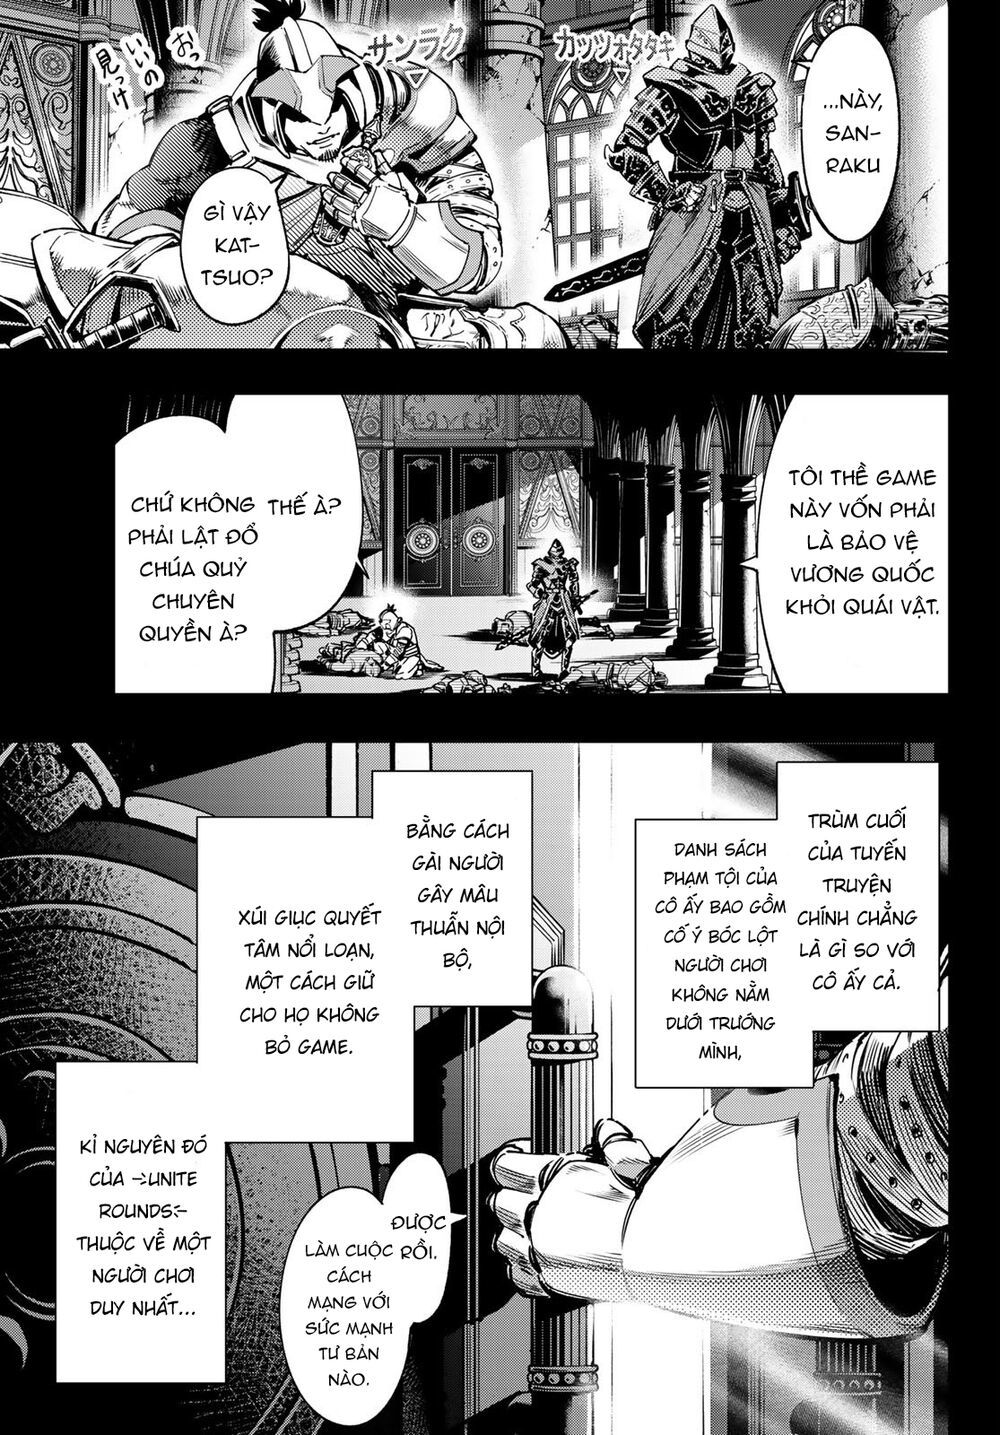 ...NÀY,
SAN-
RAKU
カッツォタタキ
サンラク
おっ
いいの
見っけ
GÌ VẬY
KAT-
TSUO?
TÔI THỀ GAME
NÀY VỐN PHẢI
LÀ BẢO VỆ
VƯƠNG QUỐC
KHỎI QUÁI VẬT.
THẾ À?
CHỨ KHÔNG
PHẢI LẬT ĐỔ
CHÚA QUỶ
CHUYÊN
QUYỀN À?
TRÙM CUỐI
CỦA TUYẾN
TRUYỆN
CHÍNH CHẲNG
LÀ GÌ SO VỚI
CÔ ẤY CẢ.
DANH SÁCH
PHẠM TỘI CỦA
CÔ ẤY BAO GỒM
CỐ Ý BÓC LỘT
NGƯỜI CHƠI
KHÔNG NẰM
DƯỚI TRƯỚNG
MÌNH,
BẰNG CÁCH
GÀI NGƯỜI
GÂY MÂU
THUẪN NỘI
BỘ,
XÚI GIỤC QUYẾT
TÂM NỔI LOẠN,
MỘT CÁCH GIỮ
CHO HỌ KHÔNG
BỎ GAME.
KỈ NGUYÊN ĐÓ
CỦA -:UNITE
ROUNDS:-
THUỘC VỀ MỘT
NGƯỜI CHƠI
DUY NHẤT...
ĐƯỢC
RỒI.
LÀM CUỘC
CÁCH
MẠNG VỚI
SỨC MẠNH
TƯ BẢN
NÀO.